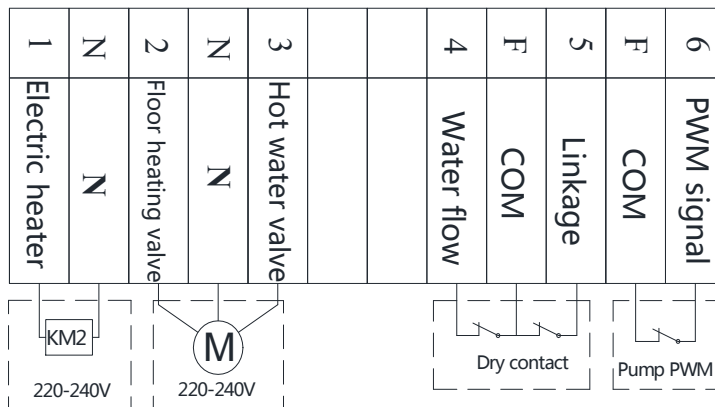 1 N 2 N 3 4 F 5 F 6
Electric heater N Floor heating valve N Hot water valve Water flow COM Linkage COM PWM signal
KM2 M
220-240V 220-240V Dry contact Pump PWM